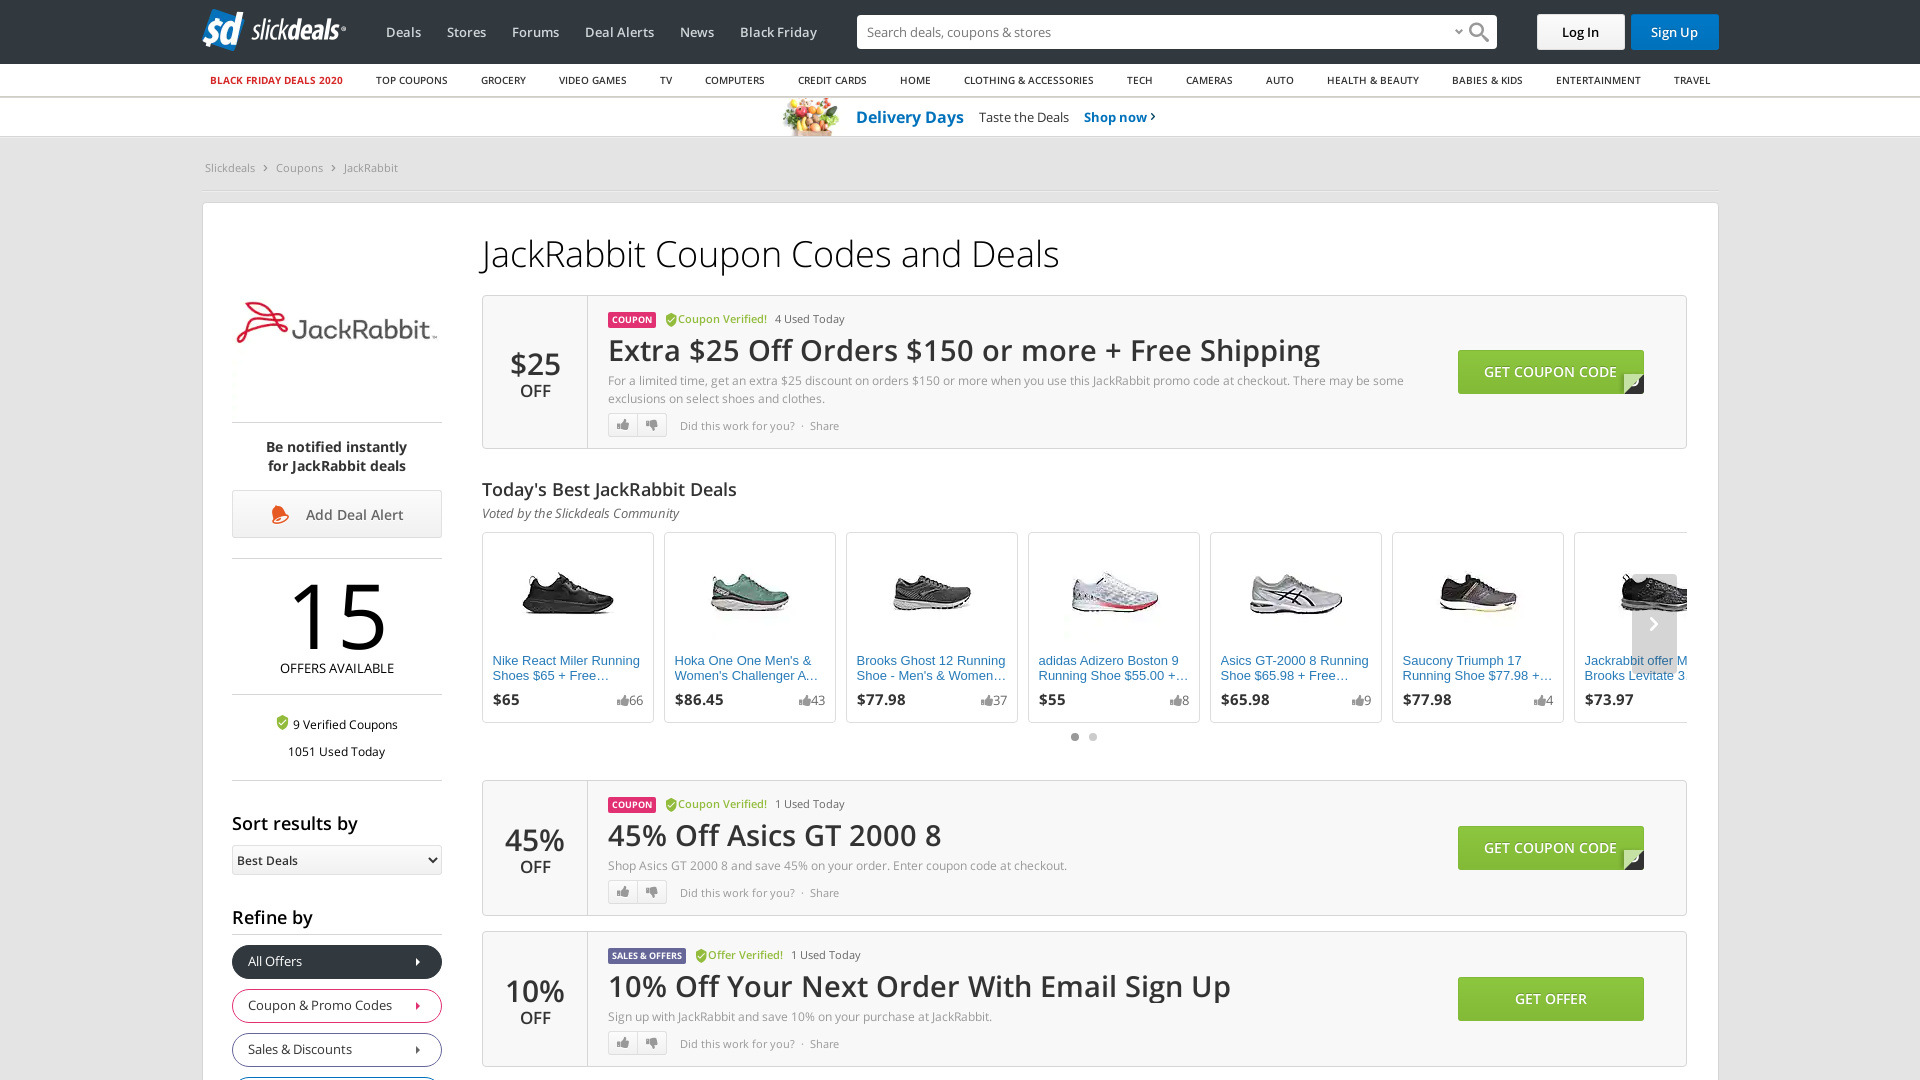 sd slickdeals
Deals
Stores
Forums
Deal Alerts
News
Black Friday
Search deals, coupons & stores
Log In
Sign Up
BLACK FRIDAY DEALS 2020
TOP COUPONS
GROCERY
VIDEO GAMES
TV
COMPUTERS
CREDIT CARDS
HOME
CLOTHING & ACCESSORIES
TECH
CAMERAS
AUTO
HEALTH & BEAUTY
BABIES & KIDS
ENTERTAINMENT
TRAVEL
Delivery Days Taste the Deals Shop now
Slickdeals > Coupons > JackRabbit
JackRabbit
Be notified instantly
for JackRabbit deals
Add Deal Alert
15
OFFERS AVAILABLE
9 Verified Coupons
1051 Used Today
Sort results by
Best Deals
Refine by
All Offers
Coupon & Promo Codes
Sales & Discounts
JackRabbit Coupon Codes and Deals
$25
OFF
COUPON Coupon Verified! 4 Used Today
Extra $25 Off Orders $150 or more + Free Shipping
For a limited time, get an extra $25 discount on orders $150 or more when you use this JackRabbit promo code at checkout. There may be some
exclusions on select shoes and clothes.
Did this work for you? · Share
GET COUPON CODE
Today's Best JackRabbit Deals
Voted by the Slickdeals Community
Nike React Miler Running
Shoes $65 + Free…
$65
66
Hoka One One Men's &
Women's Challenger A…
$86.45
43
Brooks Ghost 12 Running
Shoe - Men's & Women…
$77.98
37
adidas Adizero Boston 9
Running Shoe $55.00 +…
$55
8
Asics GT-2000 8 Running
Shoe $65.98 + Free…
$65.98
9
Saucony Triumph 17
Running Shoe $77.98 +…
$77.98
4
Jackrabbit offer M
Brooks Levitate 3
$73.97
45%
OFF
COUPON Coupon Verified! 1 Used Today
45% Off Asics GT 2000 8
Shop Asics GT 2000 8 and save 45% on your order. Enter coupon code at checkout.
Did this work for you? · Share
GET COUPON CODE
10%
OFF
SALES & OFFERS Offer Verified! 1 Used Today
10% Off Your Next Order With Email Sign Up
Sign up with JackRabbit and save 10% on your purchase at JackRabbit.
Did this work for you? · Share
GET OFFER